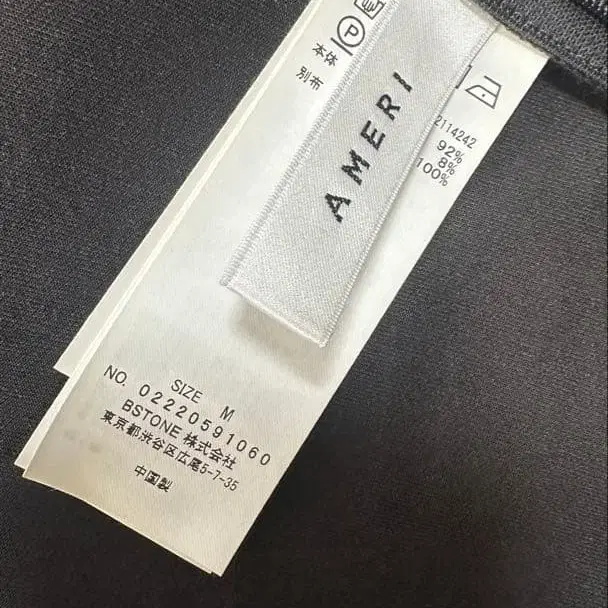 P
本体
別布
AMERI
2114242
92%
8%
100%
SIZE M
NO. 02220591060
BSTONE 株式会社
東京都渋谷区広尾5-7-35
中国製